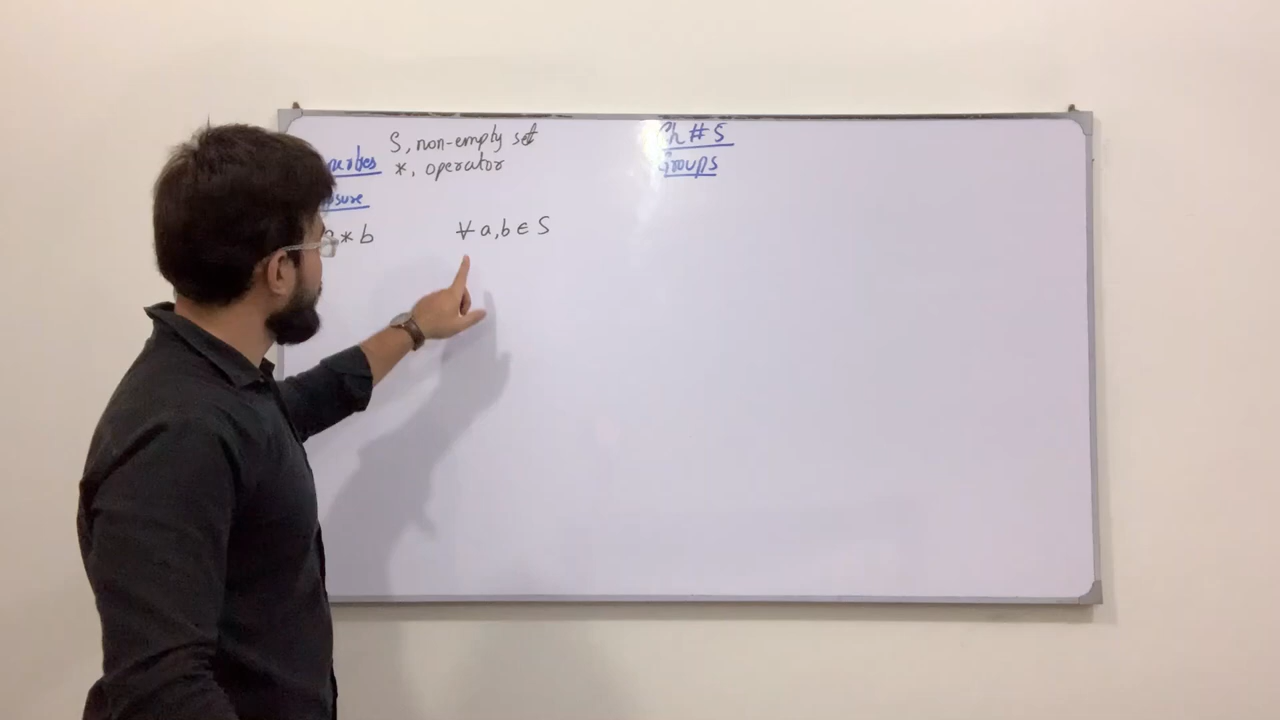 Ch # 5
Groups
S, non-empty set
*, operator
* b ∀ a,b ∈ S